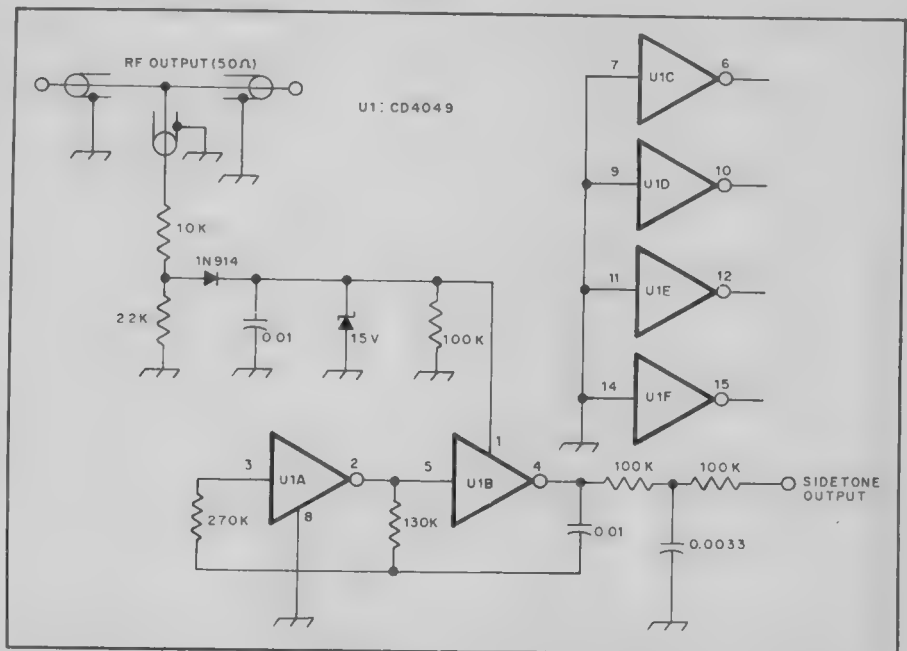 RF OUTPUT (50Ω)
U1: CD4049
7
U1C
6
9
U1D
10
11
U1E
12
14
U1F
15
10K
1N914
22K
0.01
15V
100K
1
3
U1A
2
8
5
U1B
4
270K
130K
100K
100K
0.01
0.0033
SIDETONE
OUTPUT